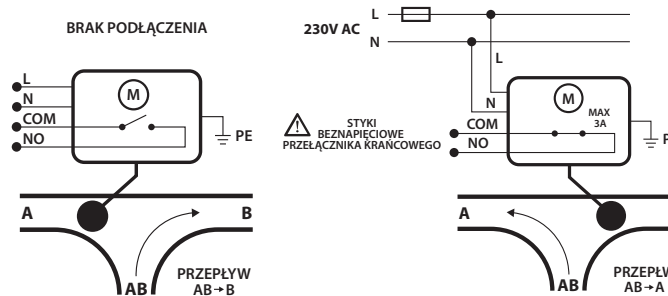 BRAK PODŁĄCZENIA
L
N
COM
NO
M
PE
A
B
AB
PRZEPŁYW
AB→B
230V AC
L
N
L
N
M
MAX
3A
COM
NO
STYKI
BEZNAPIĘCIOWE
PRZEŁĄCZNIKA KRAŃCOWEGO
A
AB
AB→A